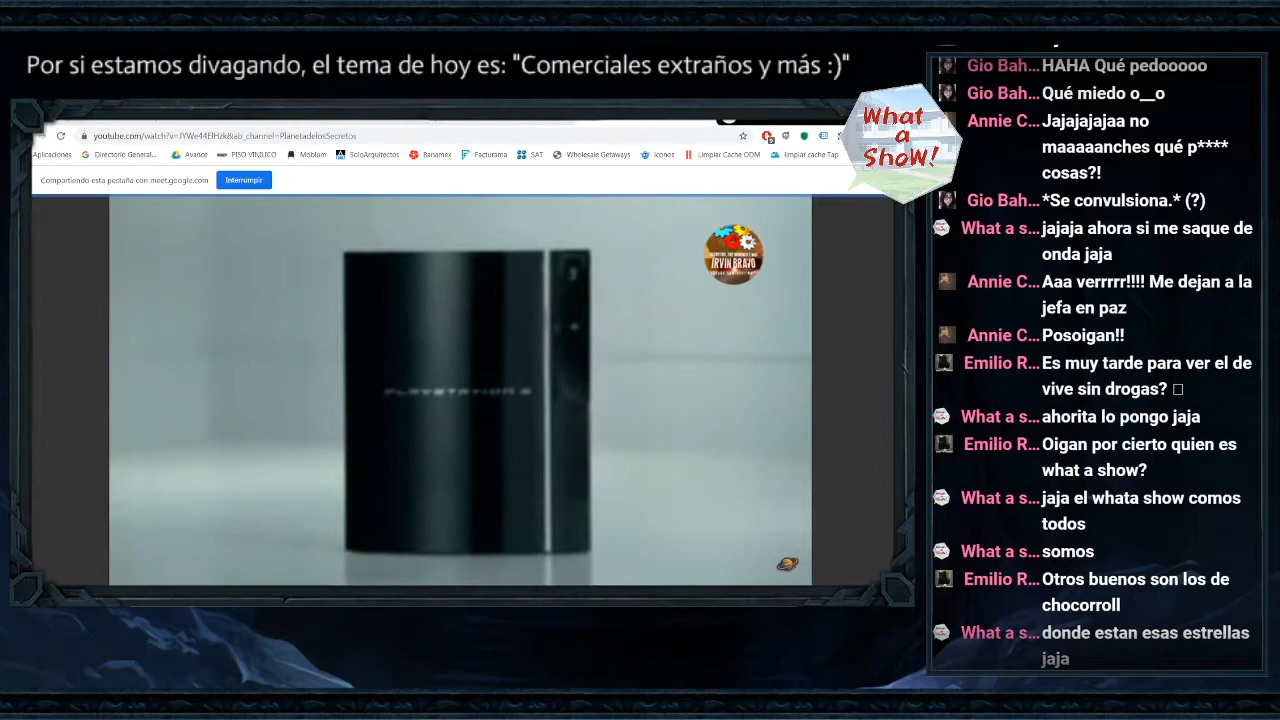 Por si estamos divagando, el tema de hoy es: "Comerciales extraños y más :)"
youtube.com/watch?v=JYWe44ElHzk&ab_channel=PlanetadelosSecretos
Aplicaciones
Directorio General...
Avance
PISO VINILICO
Möblum
SoloArquitectos
Banamex
Facturama
SAT
Wholesale Getaways
Iconos
Limpiar Cache ODM
limpiar cache Tap
Compartiendo esta pestaña con meet.google.com
Interrumpir
What
a
ShoW!
IRVIN BRAJO
PLAYSTATION 3
Gio Bah... HAHA Qué pedooooo
Gio Bah... Qué miedo o__o
Annie C... Jajajajajaa no
maaaaanches qué p****
cosas?!
Gio Bah... *Se convulsiona.* (?)
What a s... jajaja ahora si me saque de
onda jaja
Annie C... Aaa verrrrr!!!! Me dejan a la
jefa en paz
Annie C... Posoigan!!
Emilio R... Es muy tarde para ver el de
vive sin drogas? □
What a s... ahorita lo pongo jaja
Emilio R... Oigan por cierto quien es
what a show?
What a s... jaja el whata show comos
todos
What a s... somos
Emilio R... Otros buenos son los de
chocorroll
What a s... donde estan esas estrellas
jaja